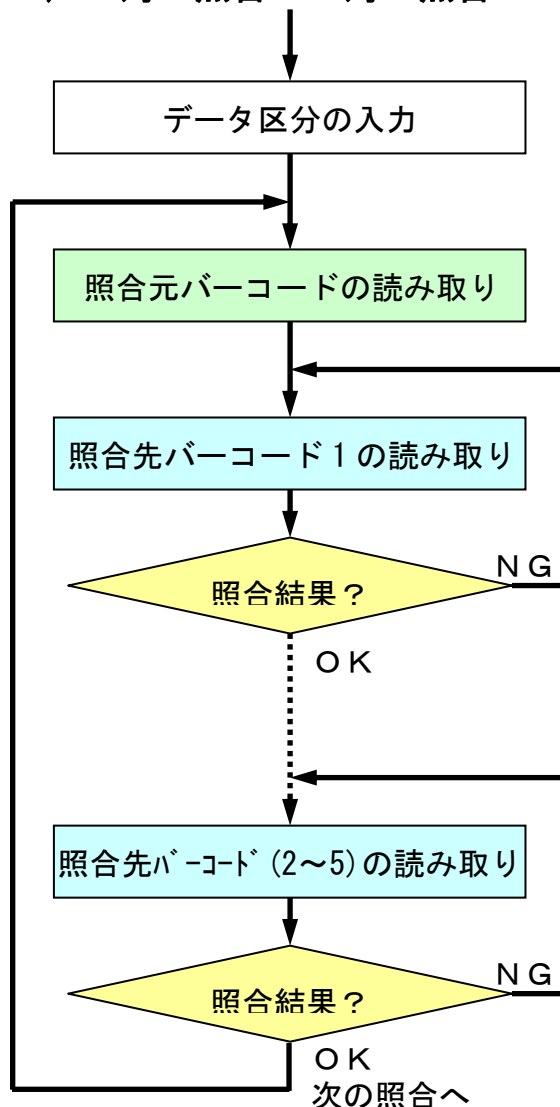 データ区分の入力
照合元バーコードの読み取り
照合先バーコード１の読み取り
照合結果？
ＮＧ
ＯＫ
照合先ﾊﾞｰｺｰﾄﾞ(2～5)の読み取り
照合結果？
ＮＧ
ＯＫ
次の照合へ